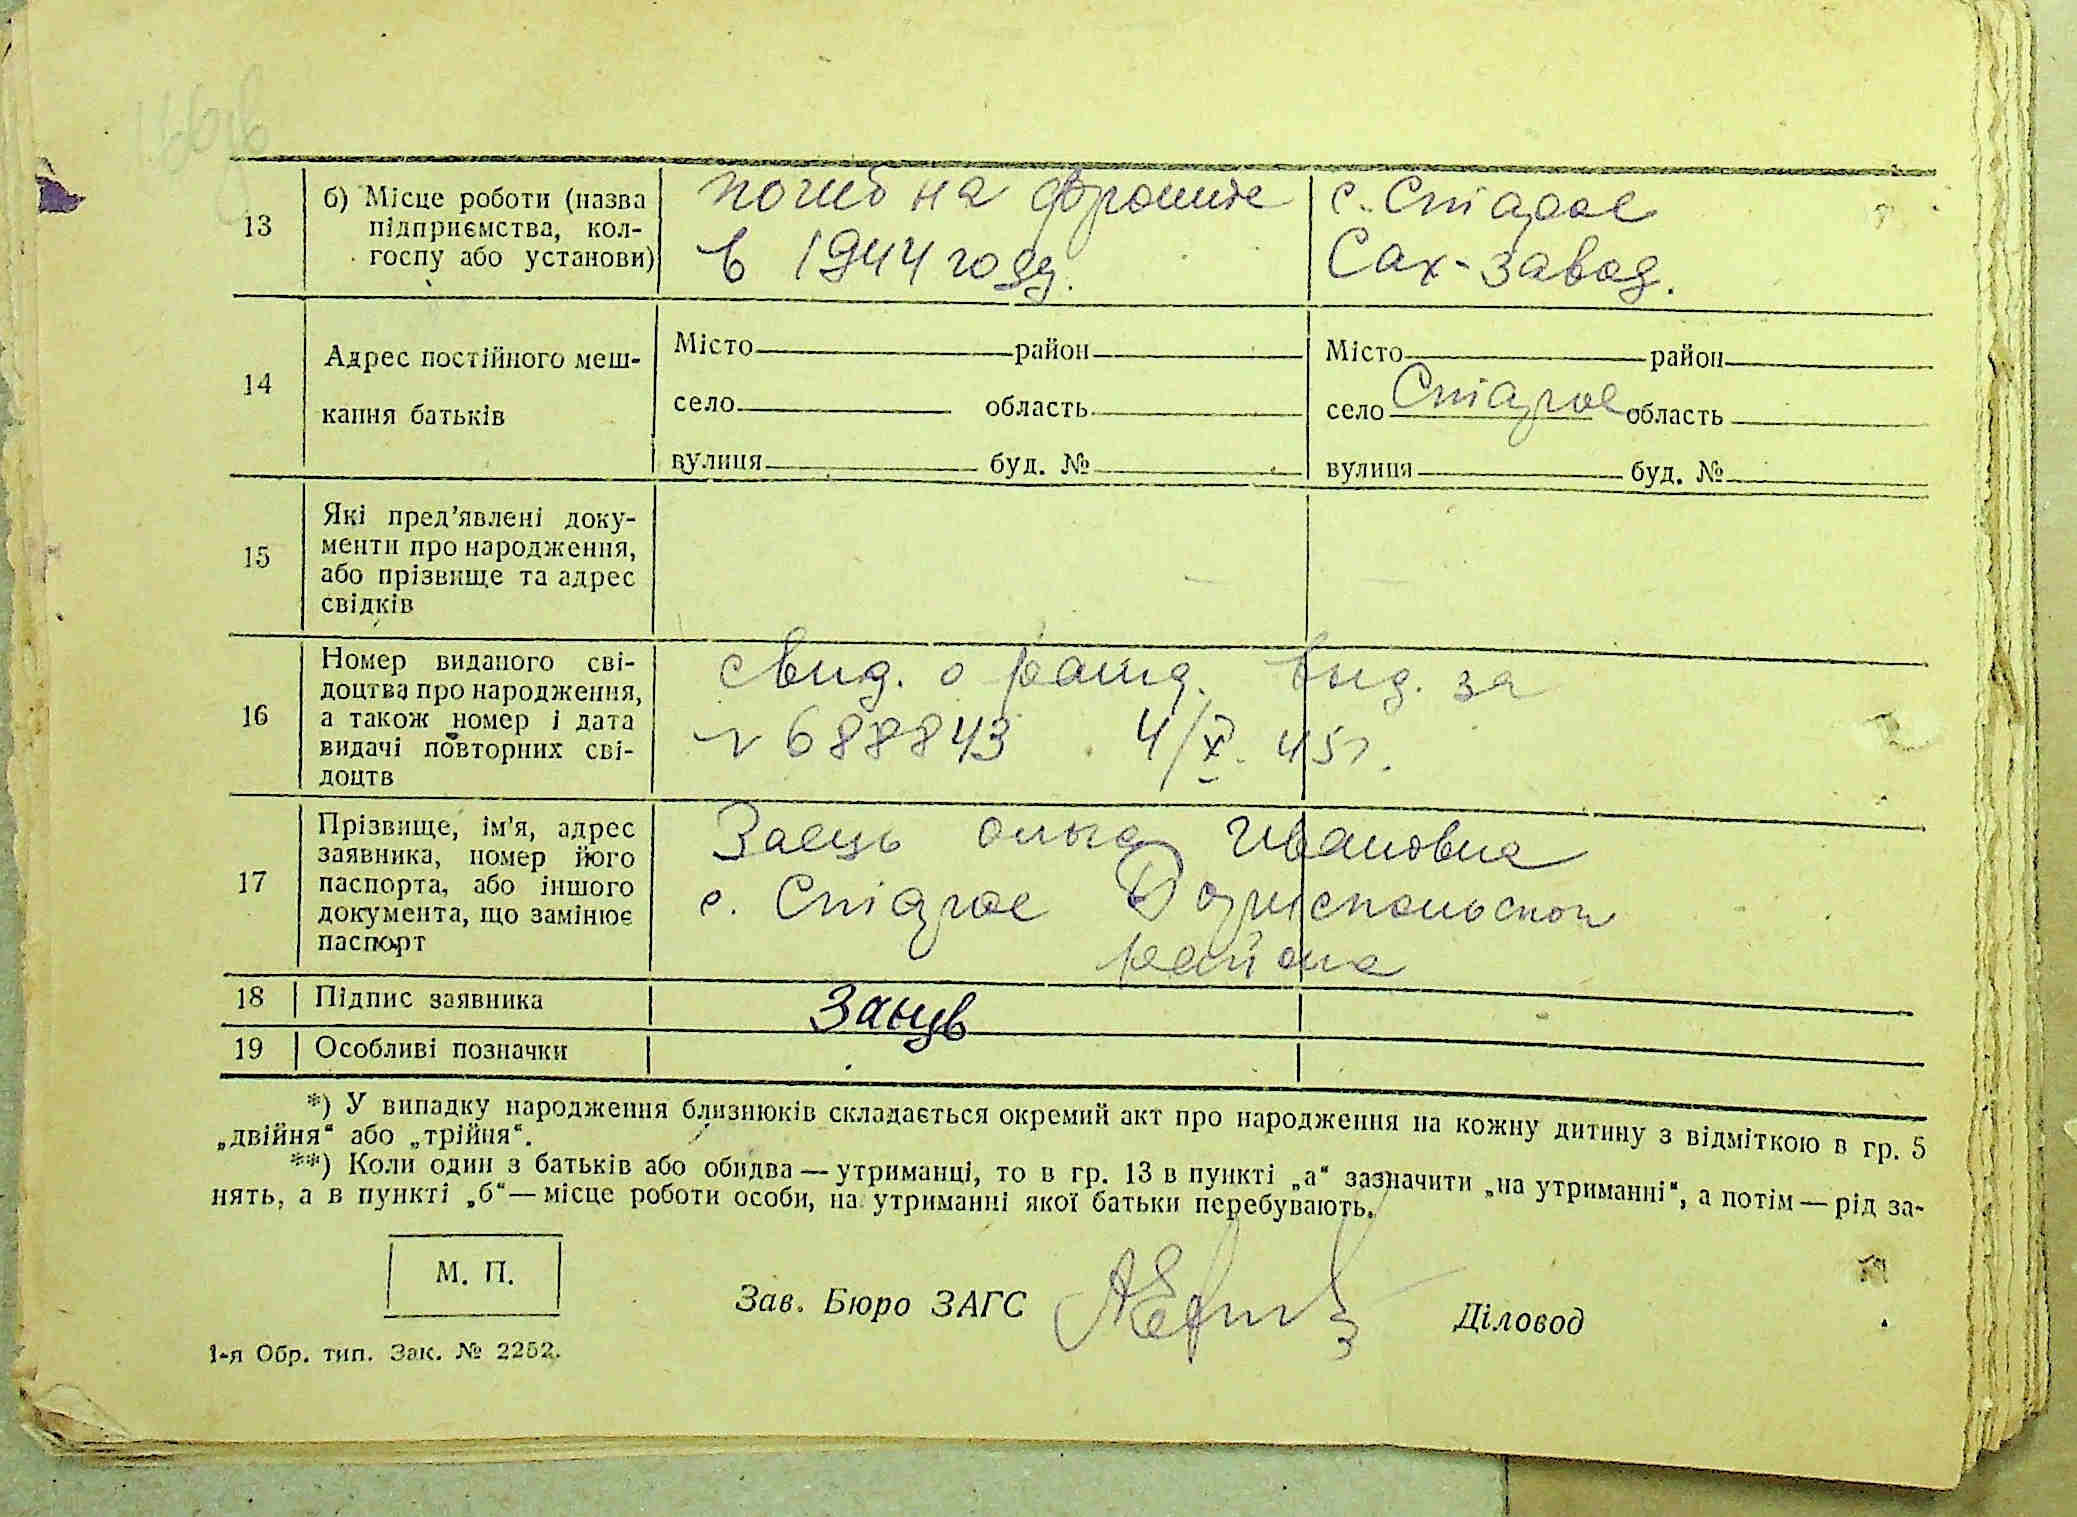 13
б) Місце роботи (назва
підприємства, кол-
госпу або установи)
погиб на фронте
в 1944 году.
с. Старое
Сах-завод.
14
Адрес постійного меш-
кання батьків
Місто район
село область
вулиця буд. №
Місто район
село Старое область
вулиця буд. №
15
Які пред'явлені доку-
менти про народження,
або прізвище та адрес
свідків
16
Номер виданого сві-
доцтва про народження,
а також номер і дата
видачі повторних сві-
доцтв
свид. о рожд. выд. за
№ 688843 4/X. 45г.
17
Прізвище, ім'я, адрес
заявника, номер його
паспорта, або іншого
документа, що замінює
паспорт
Заець Ольга Ивановна
с. Старое Бориспольского
района
18 Підпис заявника
19 Особливі позначки
*) У випадку народження близнюків складається окремий акт про народження на кожну дитину з відміткою в гр. 5
„двійня“ або „трійня“.
**) Коли один з батьків або обидва — утриманці, то в гр. 13 в пункті „а“ зазначити „на утриманні“, а потім — рід за-
нять, а в пункті „б“ — місце роботи особи, на утриманні якої батьки перебувають.
М. П.
Зав. Бюро ЗАГС
Діловод
1-я Обр. тип. Зак. № 2252.